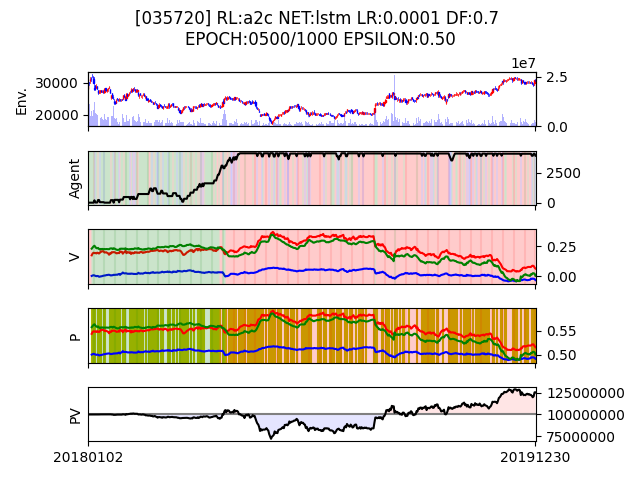 [035720] RL:a2c NET:lstm LR:0.0001 DF:0.7
EPOCH:0500/1000 EPSILON:0.50
1e7
Env.
30000
20000
2.5
0.0
Agent
2500
0
V
0.25
0.00
P
0.55
0.50
PV
125000000
100000000
75000000
20180102
20191230